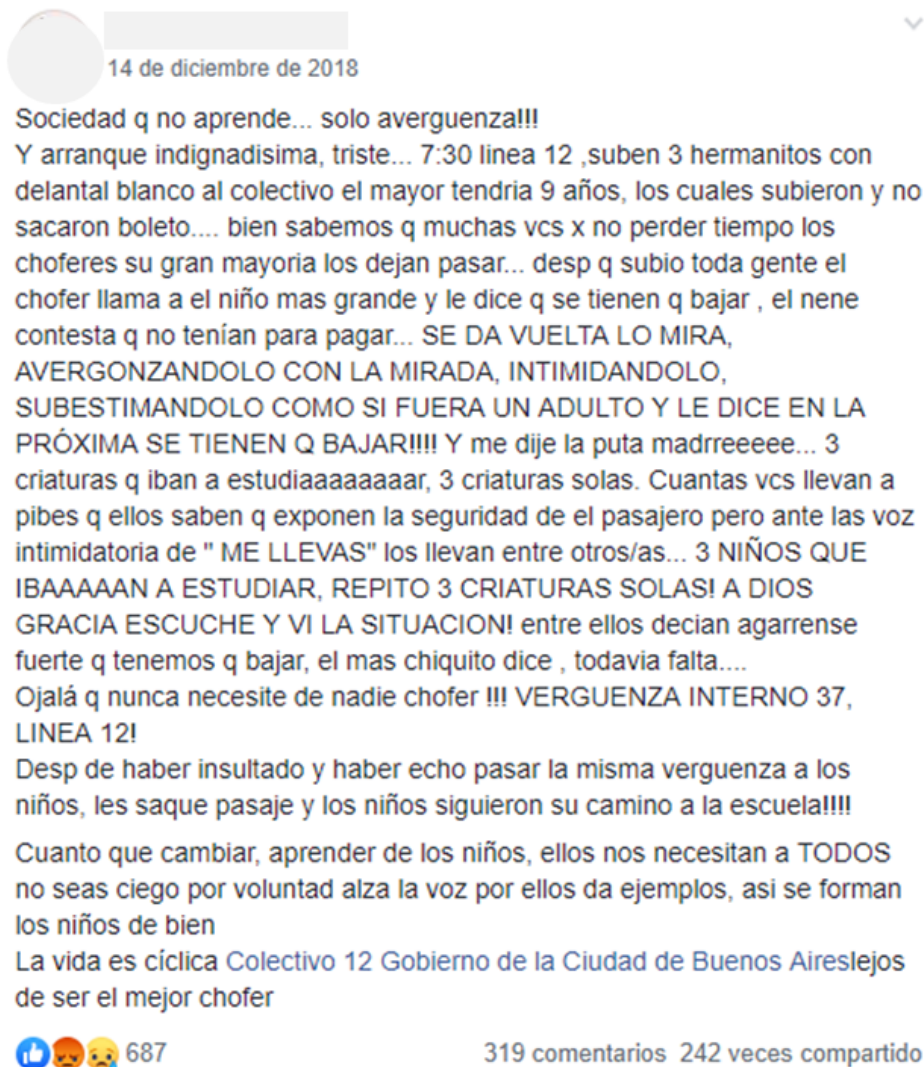 14 de diciembre de 2018
Sociedad q no aprende... solo averguenza!!!
Y arranque indignadisima, triste... 7:30 linea 12 ,suben 3 hermanitos con
delantal blanco al colectivo el mayor tendria 9 años, los cuales subieron y no
sacaron boleto.... bien sabemos q muchas vcs x no perder tiempo los
choferes su gran mayoria los dejan pasar... desp q subio toda gente el
chofer llama a el niño mas grande y le dice q se tienen q bajar , el nene
contesta q no tenían para pagar... SE DA VUELTA LO MIRA,
AVERGONZANDOLO CON LA MIRADA, INTIMIDANDOLO,
SUBESTIMANDOLO COMO SI FUERA UN ADULTO Y LE DICE EN LA
PRÓXIMA SE TIENEN Q BAJAR!!!! Y me dije la puta madrreeeee... 3
criaturas q iban a estudiaaaaaaaar, 3 criaturas solas. Cuantas vcs llevan a
pibes q ellos saben q exponen la seguridad de el pasajero pero ante las voz
intimidatoria de " ME LLEVAS" los llevan entre otros/as... 3 NIÑOS QUE
IBAAAAAN A ESTUDIAR, REPITO 3 CRIATURAS SOLAS! A DIOS
GRACIA ESCUCHE Y VI LA SITUACION! entre ellos decian agarrense
fuerte q tenemos q bajar, el mas chiquito dice , todavia falta....
Ojalá q nunca necesite de nadie chofer !!! VERGUENZA INTERNO 37,
LINEA 12!
Desp de haber insultado y haber echo pasar la misma verguenza a los
niños, les saque pasaje y los niños siguieron su camino a la escuela!!!!
Cuanto que cambiar, aprender de los niños, ellos nos necesitan a TODOS
no seas ciego por voluntad alza la voz por ellos da ejemplos, asi se forman
los niños de bien
La vida es cíclica Colectivo 12 Gobierno de la Ciudad de Buenos Aireslejos
de ser el mejor chofer
687 319 comentarios 242 veces compartido